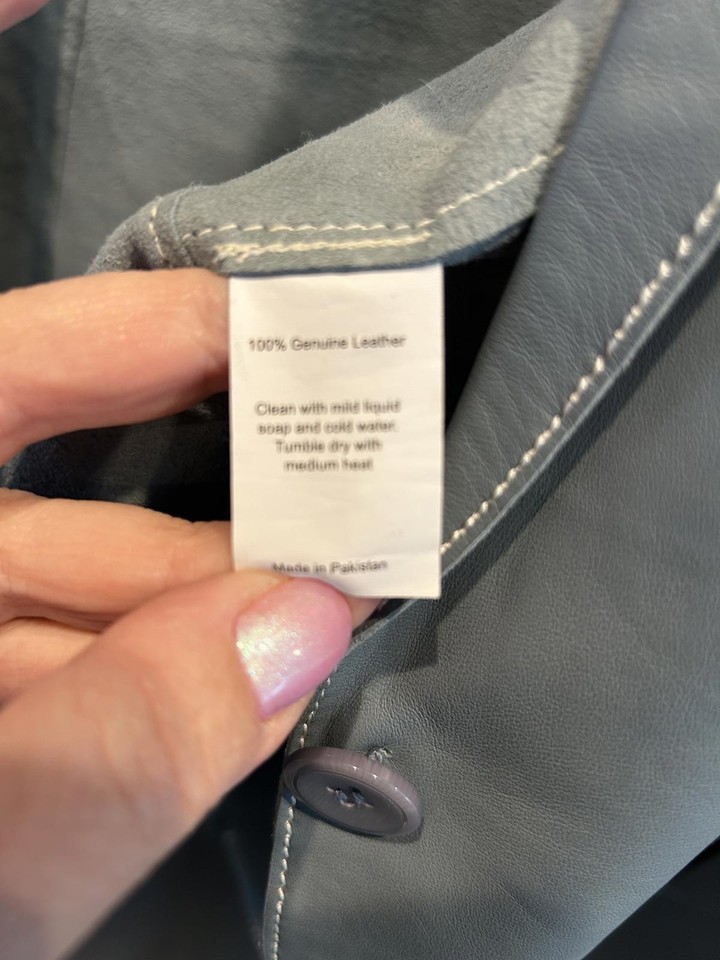 100% Genuine Leather
Clean with mild liquid
soap and cold water.
Tumble dry with
medium heat
Made in Pakistan